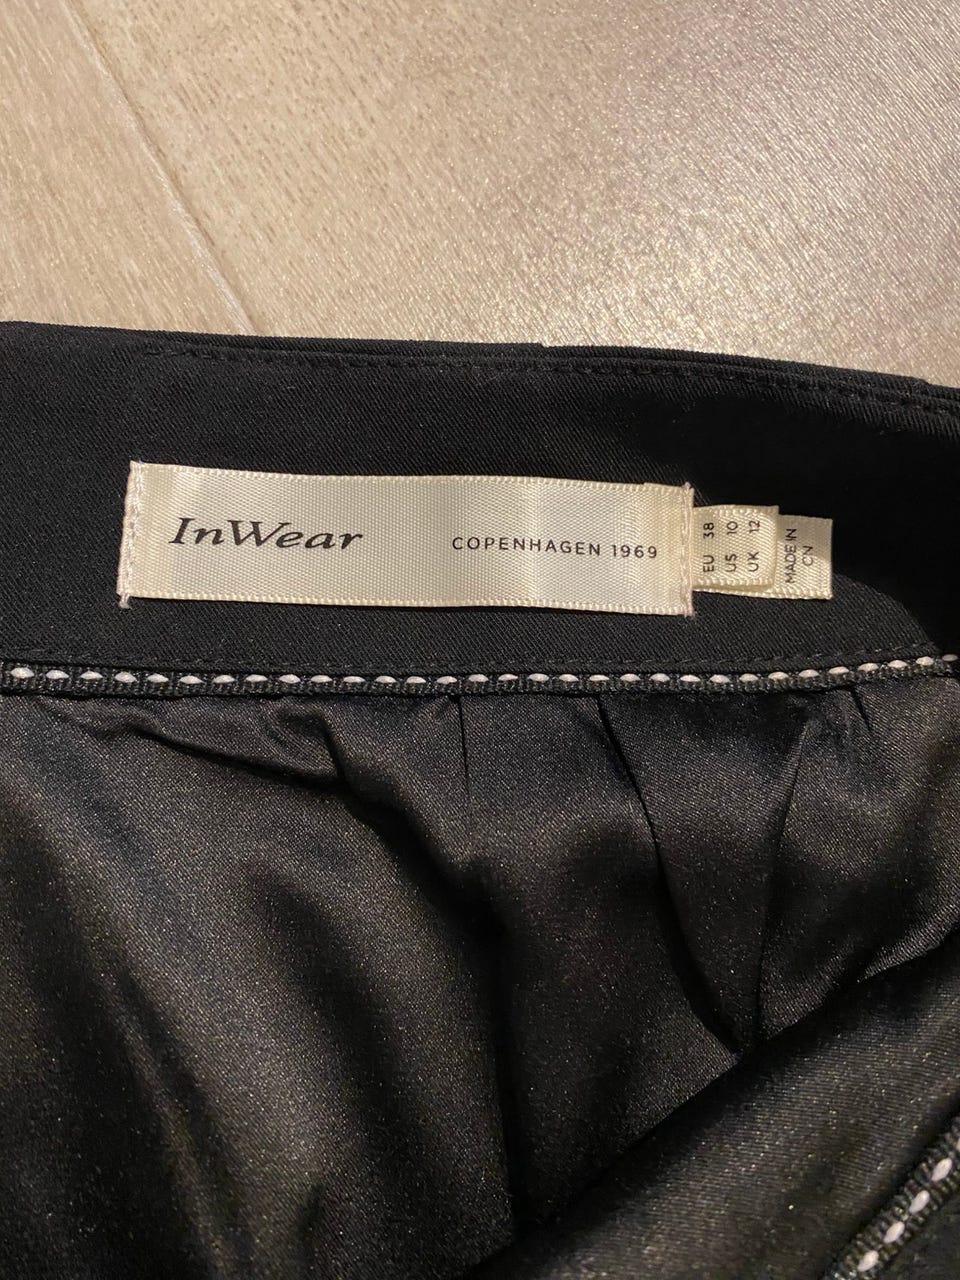 InWear
COPENHAGEN 1969
EU 38
US 10
UK 12
MADE IN
CN